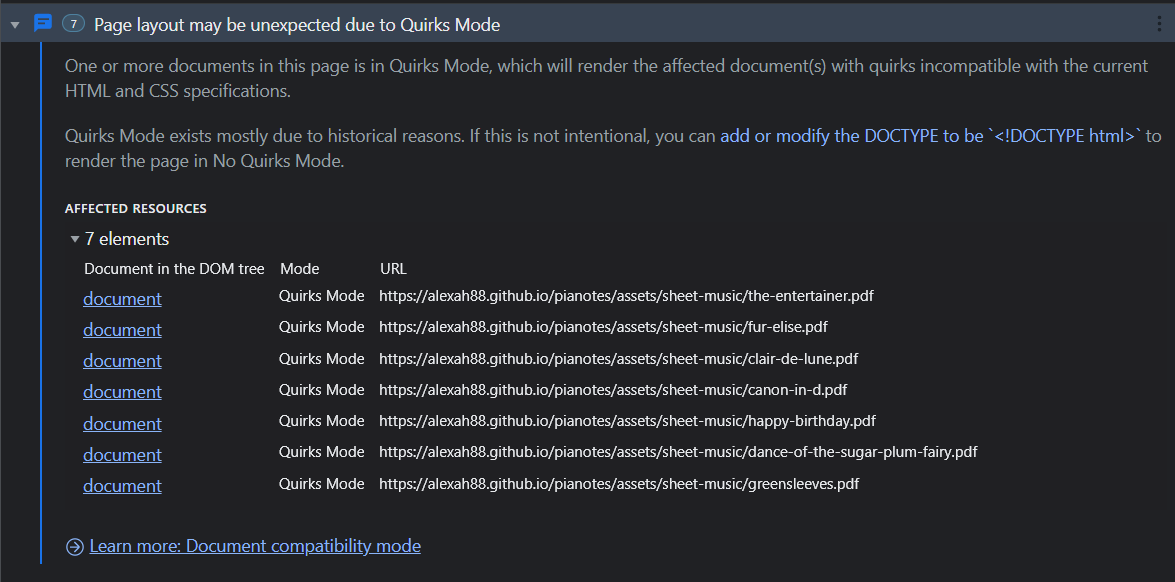 7 Page layout may be unexpected due to Quirks Mode
One or more documents in this page is in Quirks Mode, which will render the affected document(s) with quirks incompatible with the current
HTML and CSS specifications.
Quirks Mode exists mostly due to historical reasons. If this is not intentional, you can add or modify the DOCTYPE to be `<!DOCTYPE html>` to
render the page in No Quirks Mode.
AFFECTED RESOURCES
7 elements
Document in the DOM tree Mode URL
document Quirks Mode https://alexah88.github.io/pianotes/assets/sheet-music/the-entertainer.pdf
document Quirks Mode https://alexah88.github.io/pianotes/assets/sheet-music/fur-elise.pdf
document Quirks Mode https://alexah88.github.io/pianotes/assets/sheet-music/clair-de-lune.pdf
document Quirks Mode https://alexah88.github.io/pianotes/assets/sheet-music/canon-in-d.pdf
document Quirks Mode https://alexah88.github.io/pianotes/assets/sheet-music/happy-birthday.pdf
document Quirks Mode https://alexah88.github.io/pianotes/assets/sheet-music/dance-of-the-sugar-plum-fairy.pdf
document Quirks Mode https://alexah88.github.io/pianotes/assets/sheet-music/greensleeves.pdf
Learn more: Document compatibility mode